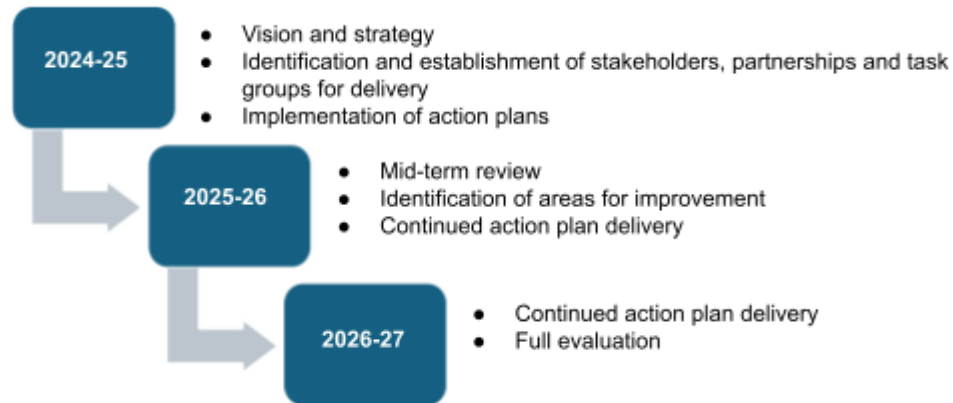 2024-25
● Vision and strategy
● Identification and establishment of stakeholders, partnerships and task
groups for delivery
● Implementation of action plans
2025-26
● Mid-term review
● Identification of areas for improvement
● Continued action plan delivery
2026-27
● Continued action plan delivery
● Full evaluation